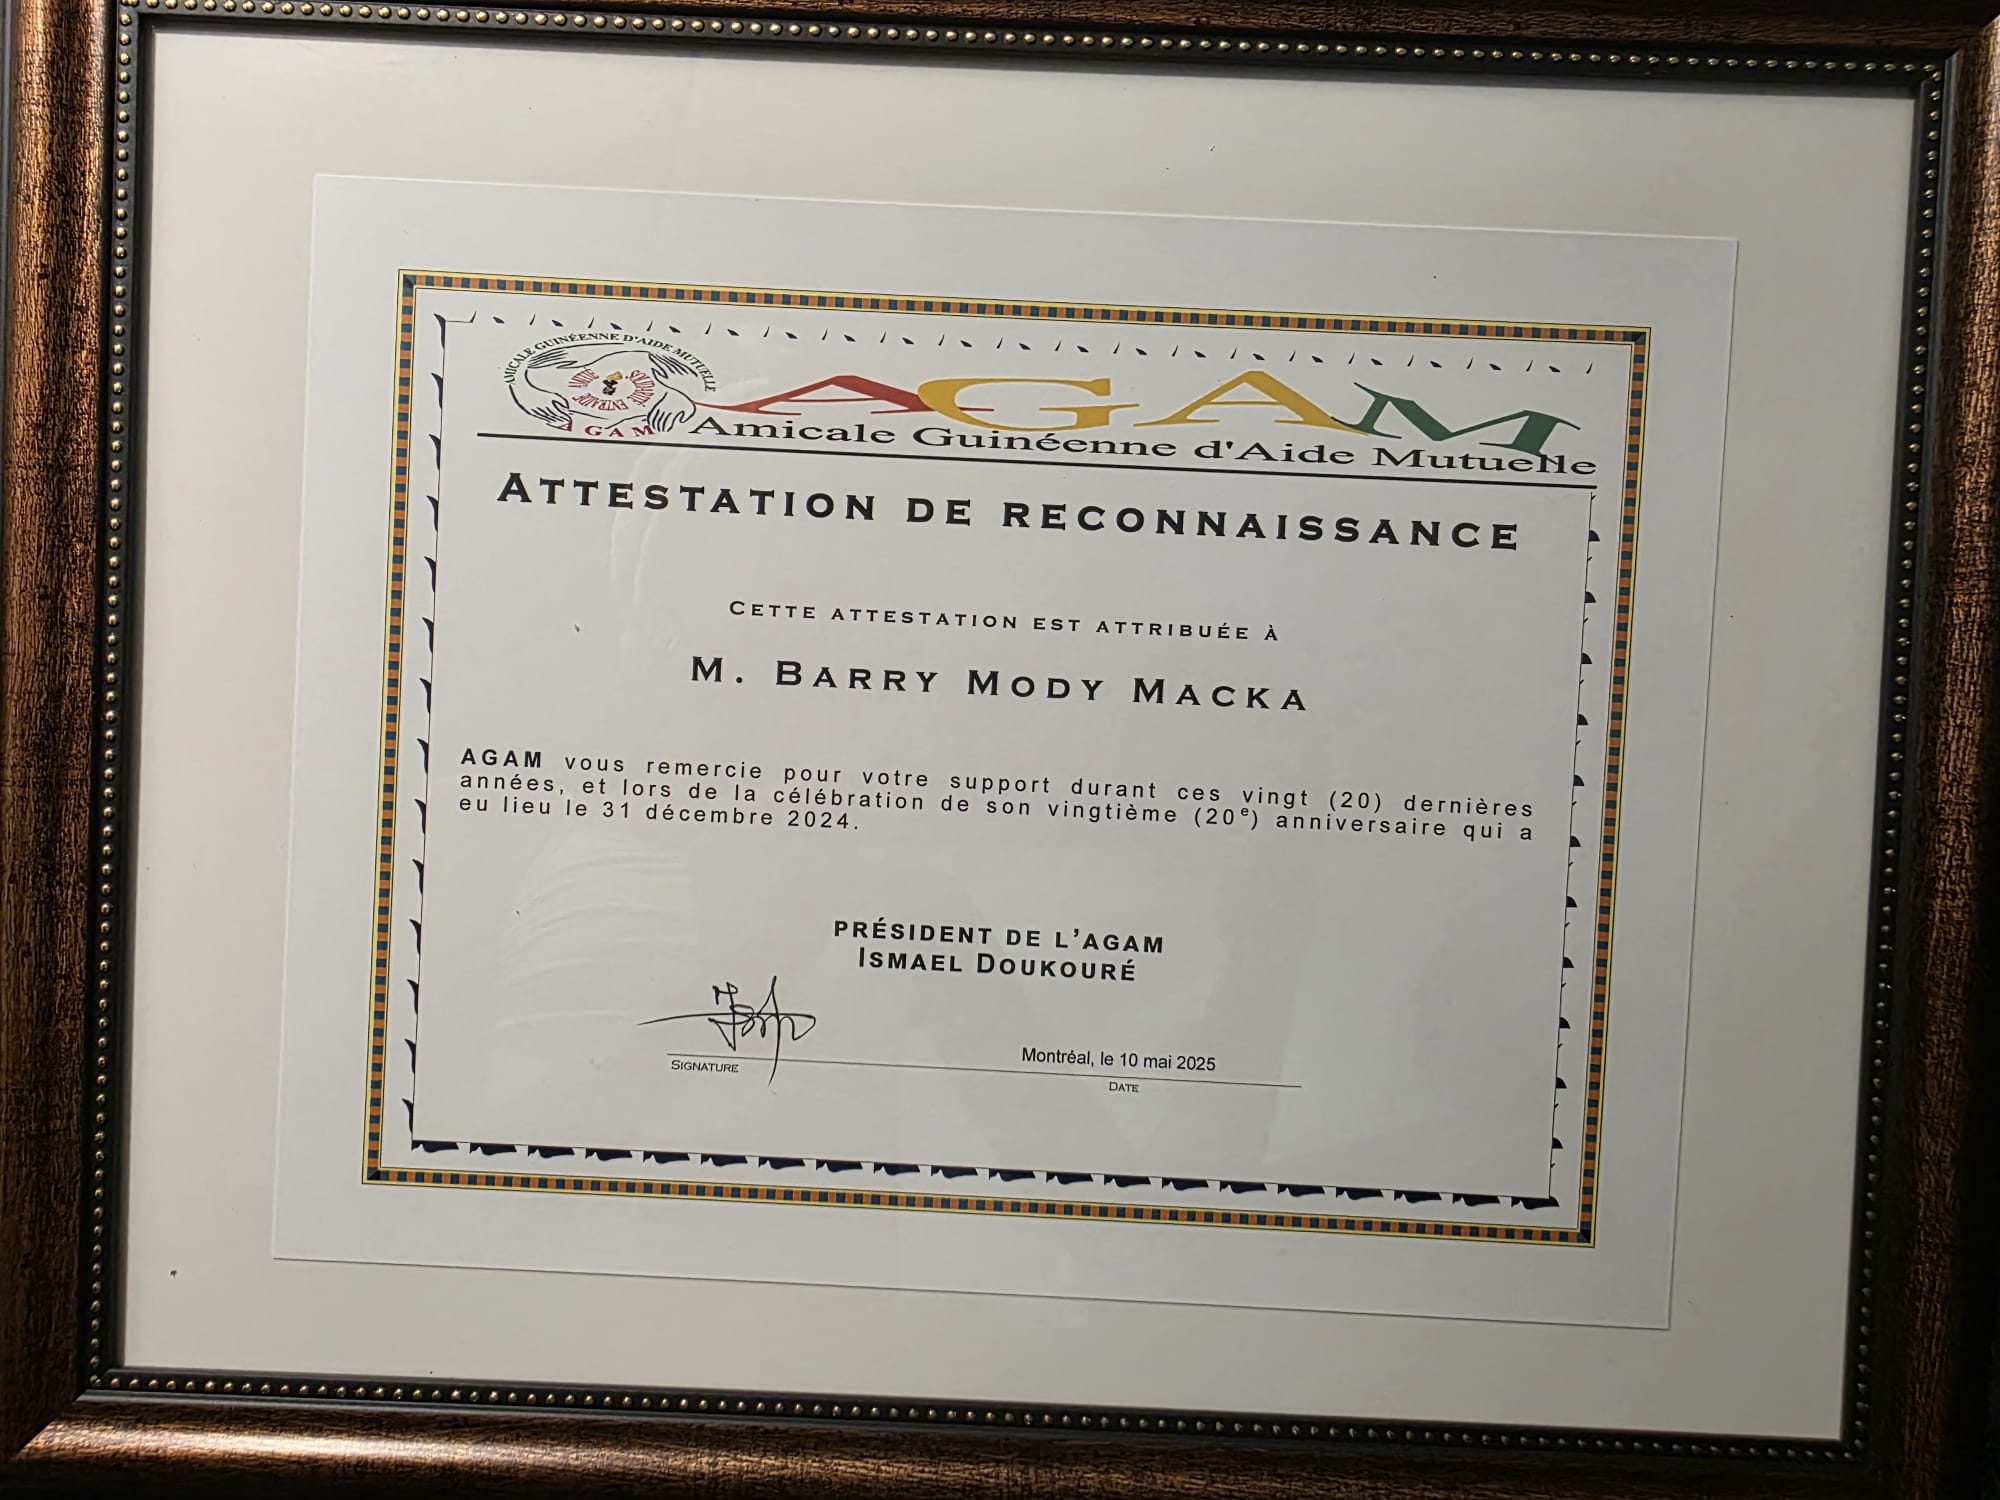 AMICALE GUINÉENNE D'AIDE MUTUELLE
AMITIÉ SOLIDARITÉ ENTRAIDE
AGAM
AGAM
Amicale Guinéenne d'Aide Mutuelle
ATTESTATION DE RECONNAISSANCE
CETTE ATTESTATION EST ATTRIBUÉE À
M. BARRY MODY MACKA
AGAM vous remercie pour votre support durant ces vingt (20) dernières
années, et lors de la célébration de son vingtième (20e) anniversaire qui a
eu lieu le 31 décembre 2024.
PRÉSIDENT DE L'AGAM
ISMAEL DOUKOURÉ
Montréal, le 10 mai 2025
SIGNATURE
DATE